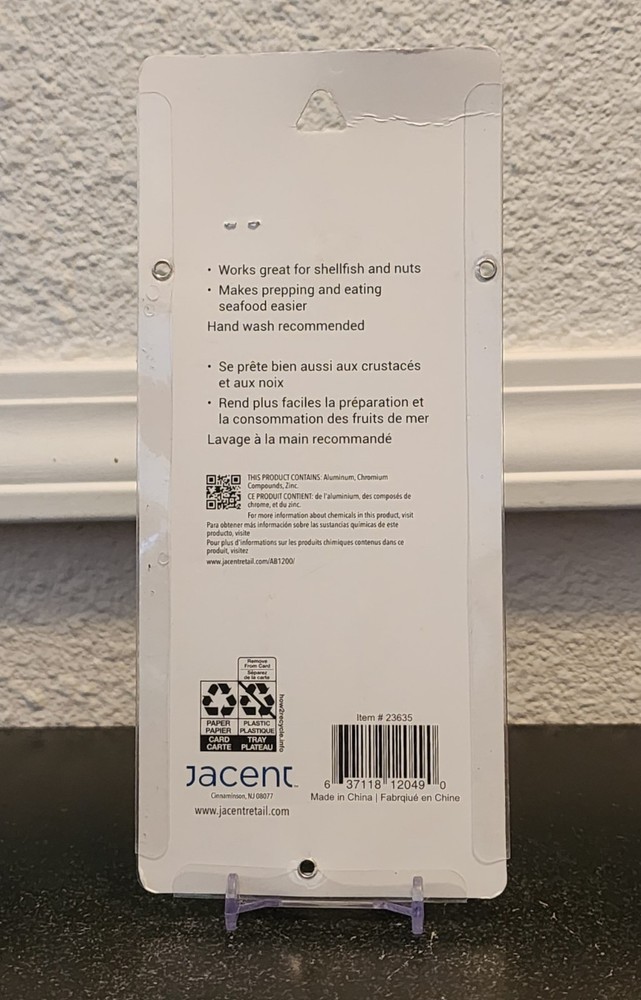 • Works great for shellfish and nuts
• Makes prepping and eating
seafood easier
Hand wash recommended
• Se prête bien aussi aux crustacés
et aux noix
• Rend plus faciles la préparation et
la consommation des fruits de mer
Lavage à la main recommandé
THIS PRODUCT CONTAINS: Aluminum, Chromium
Compounds, Zinc.
CE PRODUIT CONTIENT: de l'aluminium, des composés de
chrome, et du zinc.
For more information about chemicals in this product, visit
Para obtener más información sobre las sustancias químicas de este
producto, visite
Pour plus d'informations sur les produits chimiques contenus dans ce
produit, visitez
www.jacentretail.com/AB1200/
Remove
From Card
Séparez
de la carte
PAPER
PAPIER
CARD
CARTE
PLASTIC
PLASTIQUE
TRAY
PLATEAU
how2recycle.info
Jacent™
Cinnaminson, NJ 08077
www.jacentretail.com
Item # 23635
6 37118 12049 0
Made in China | Fabrqiué en Chine